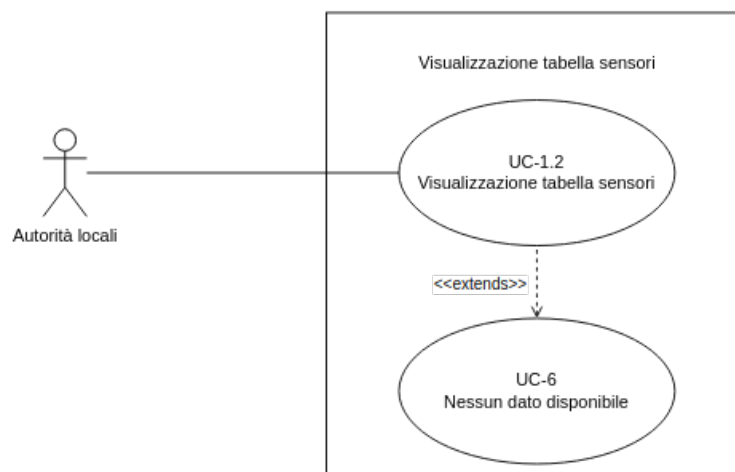 Visualizzazione tabella sensori
UC-1.2
Visualizzazione tabella sensori
Autorità locali
<<extends>>
UC-6
Nessun dato disponibile